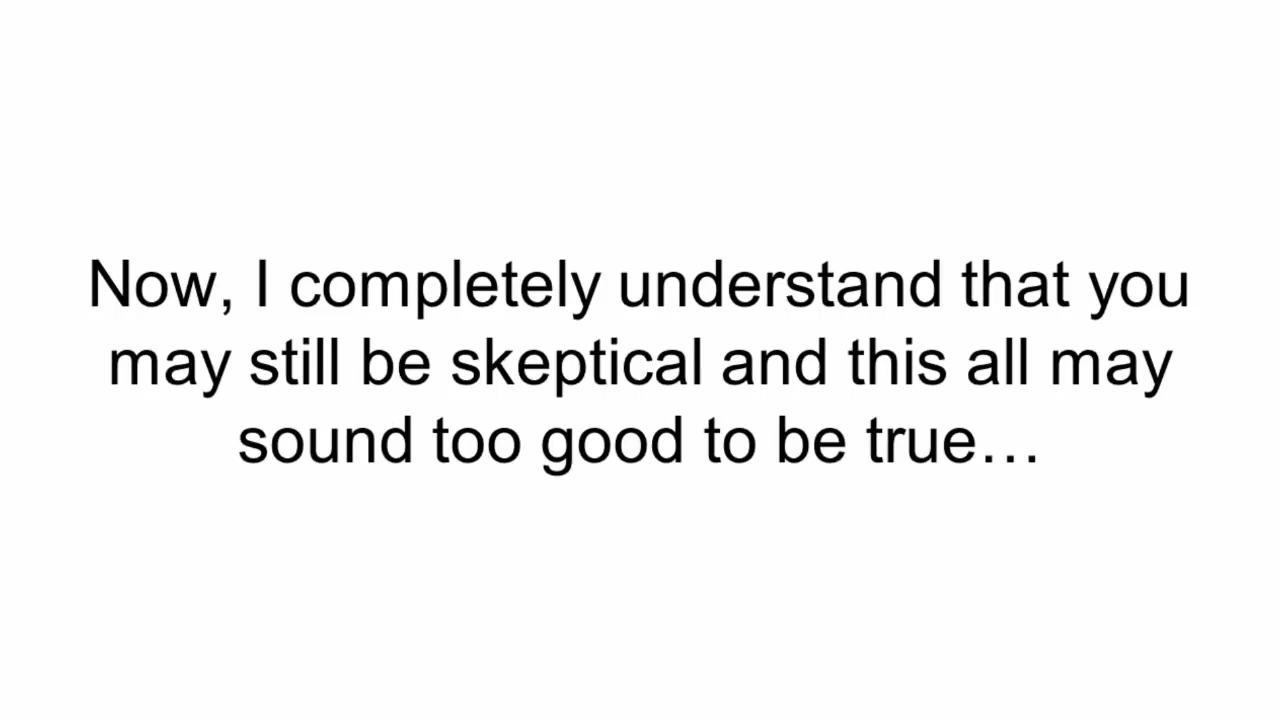 Now, I completely understand that you
may still be skeptical and this all may
sound too good to be true…